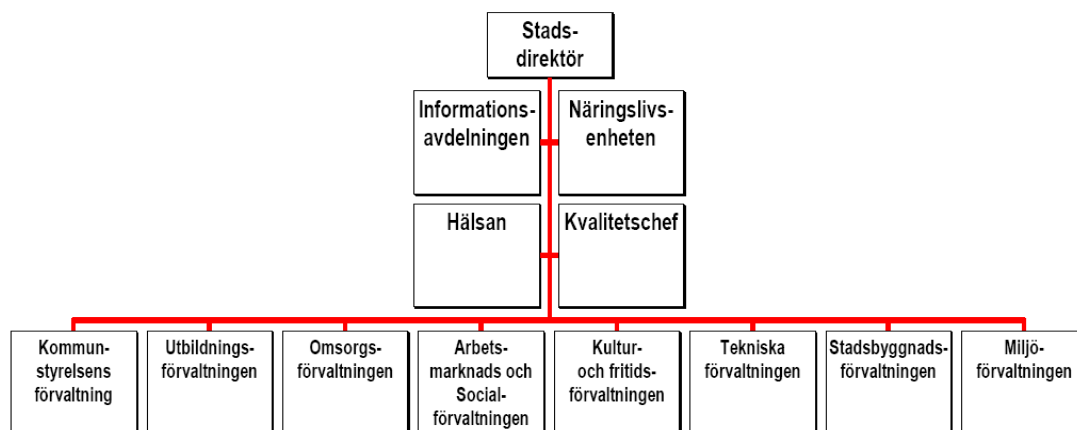 Stads-
direktör
Informations-
avdelningen
Näringslivs-
enheten
Hälsan
Kvalitetschef
Kommun-
styrelsens
förvaltning
Utbildnings-
förvaltningen
Omsorgs-
förvaltningen
Arbets-
marknads och
Social-
förvaltningen
Kultur-
och fritids-
förvaltningen
Tekniska
förvaltningen
Stadsbyggnads-
förvaltningen
Miljö-
förvaltningen